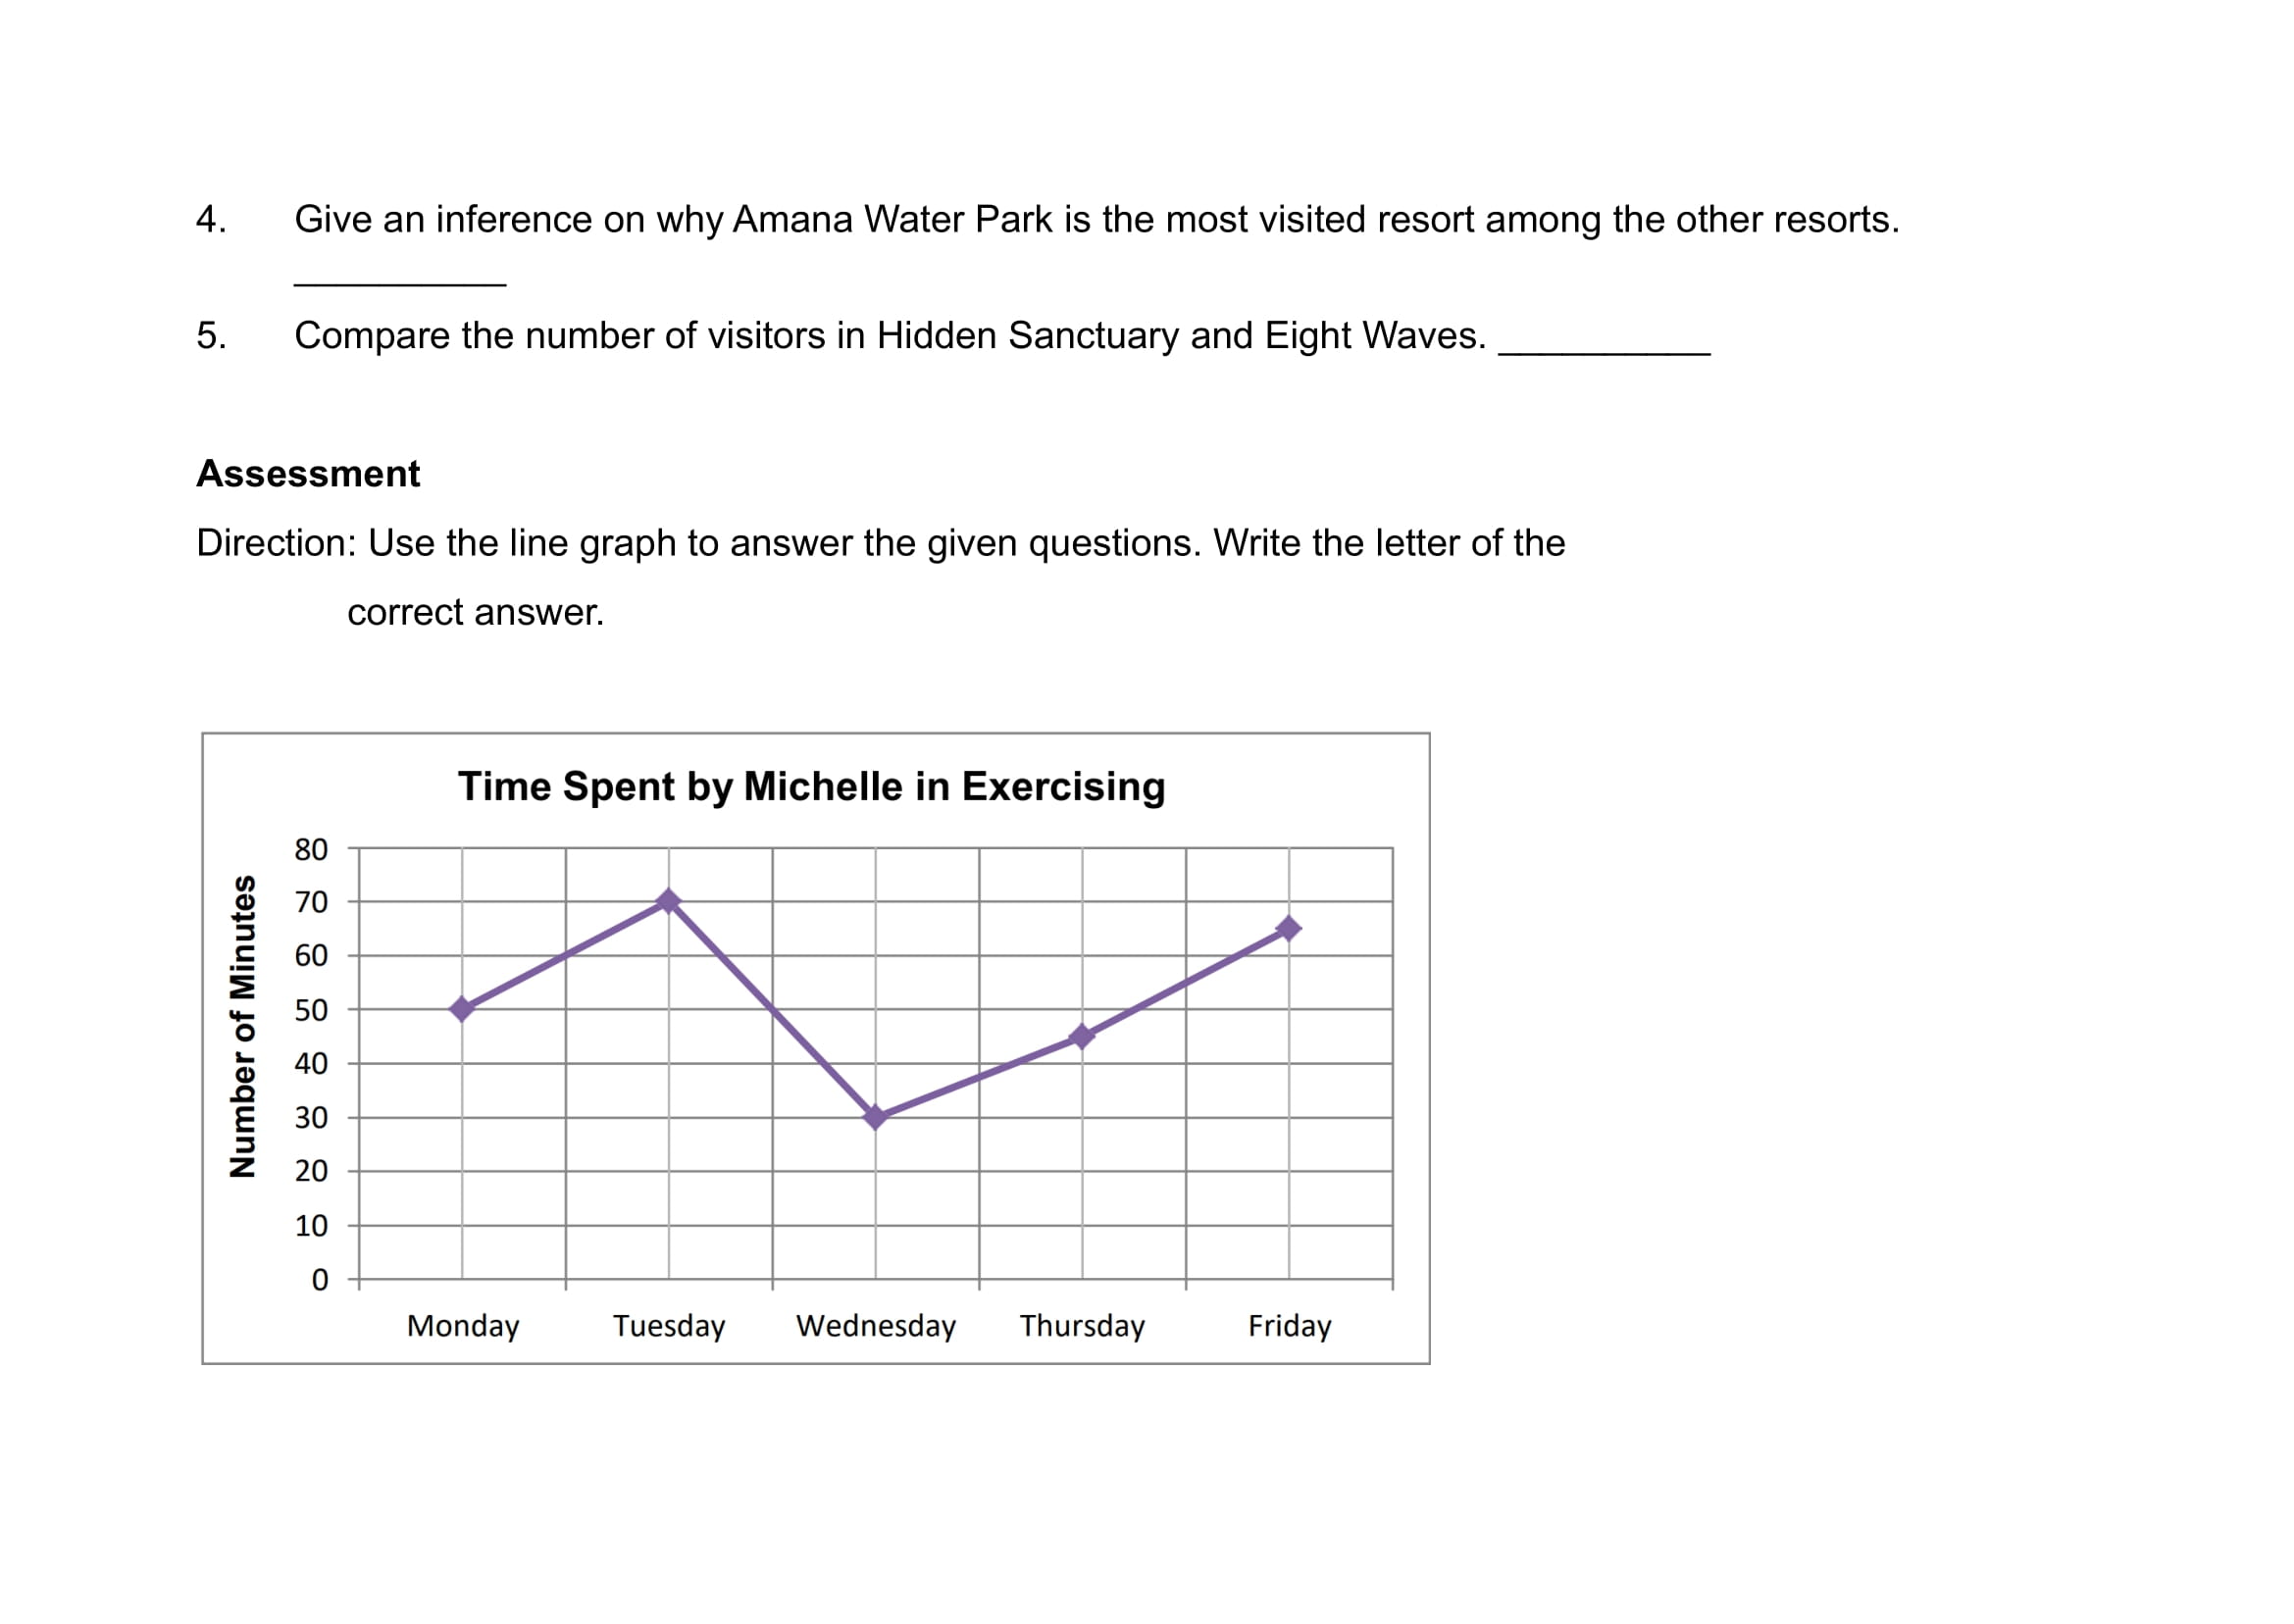 4. Give an inference on why Amana Water Park is the most visited resort among the other resorts.
__________
5. Compare the number of visitors in Hidden Sanctuary and Eight Waves. __________
Assessment
Direction: Use the line graph to answer the given questions. Write the letter of the
correct answer.
Time Spent by Michelle in Exercising
Number of Minutes
80
70
60
50
40
30
20
10
0
Monday Tuesday Wednesday Thursday Friday